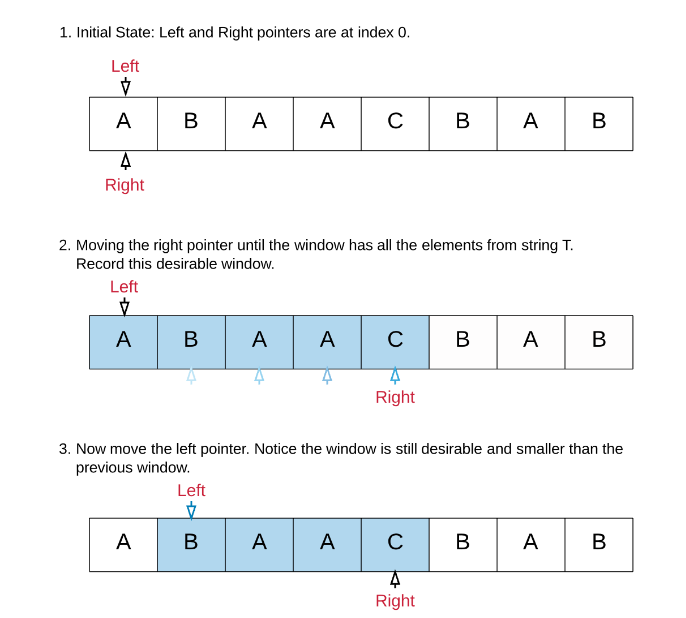 1. Initial State: Left and Right pointers are at index 0.
Left
A B A A C B A B
Right
2. Moving the right pointer until the window has all the elements from string T.
Record this desirable window.
Left
A B A A C B A B
Right
3. Now move the left pointer. Notice the window is still desirable and smaller than the
previous window.
Left
A B A A C B A B
Right